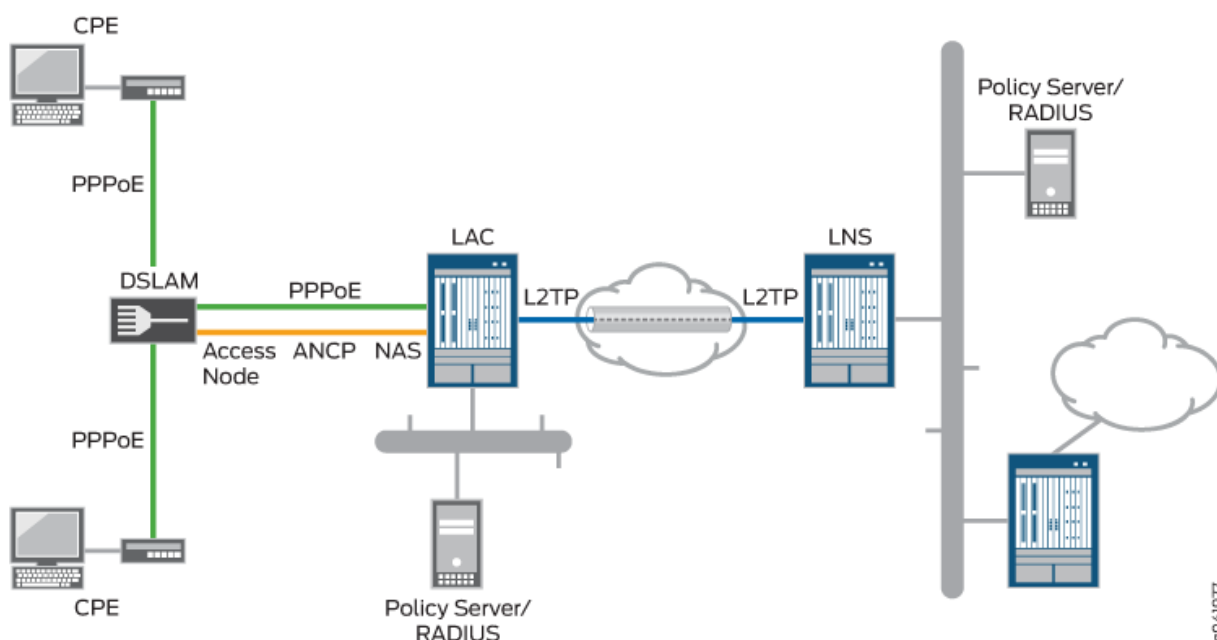 CPE
Policy Server/
RADIUS
PPPoE
LAC
LNS
DSLAM
PPPoE
L2TP
L2TP
Access
Node
ANCP
NAS
PPPoE
CPE
Policy Server/
RADIUS